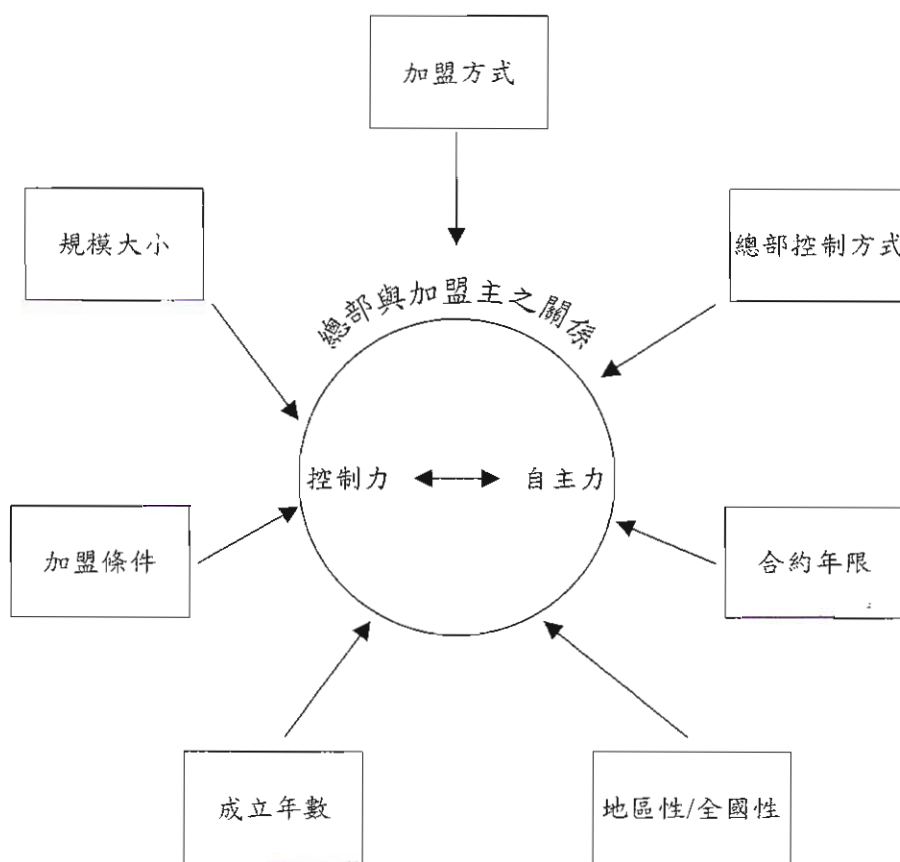 加盟方式
規模大小
總部控制方式
總部與加盟主之關係
控制力
自主力
加盟條件
合約年限
成立年數
地區性/全國性